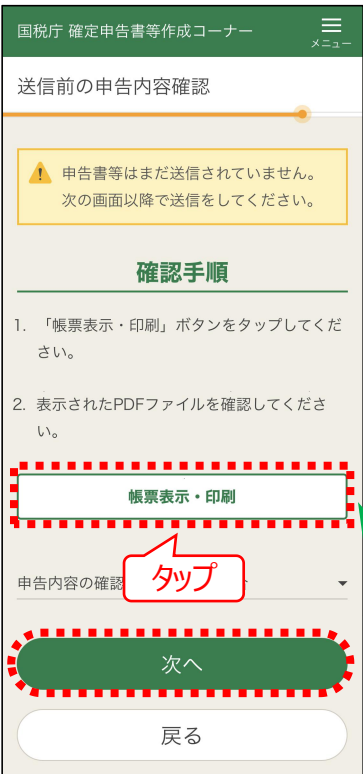 国税庁 確定申告書等作成コーナー
メニュー
送信前の申告内容確認
申告書等はまだ送信されていません。
次の画面以降で送信をしてください。
確認手順
1. 「帳票表示・印刷」ボタンをタップしてくだ
さい。
2. 表示されたPDFファイルを確認してくださ
い。
帳票表示・印刷
タップ
申告内容の確認
次へ
戻る